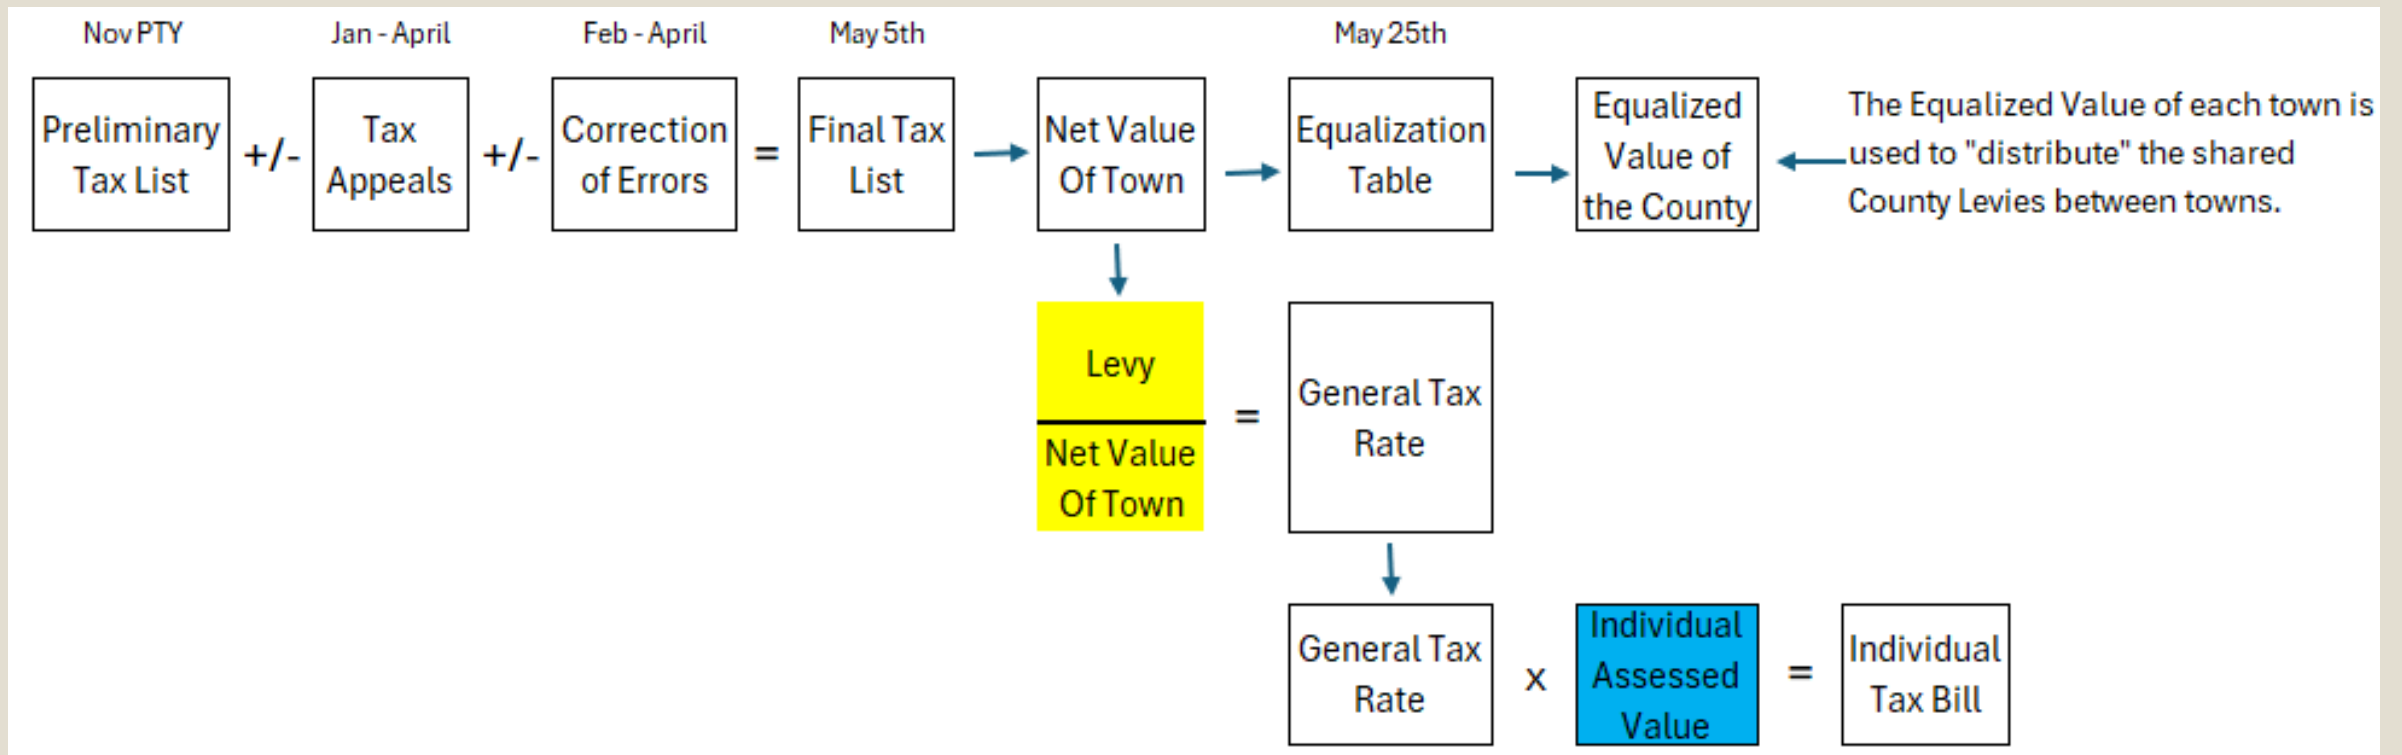 Nov PTY
Jan - April
Feb - April
May 5th
May 25th
Preliminary
Tax List
+/-
Tax
Appeals
+/-
Correction
of Errors
=
Final Tax
List
Net Value
Of Town
Equalization
Table
Equalized
Value of
the County
The Equalized Value of each town is
used to "distribute" the shared
County Levies between towns.
Levy
Net Value
Of Town
=
General Tax
Rate
General Tax
Rate
x
Individual
Assessed
Value
=
Individual
Tax Bill